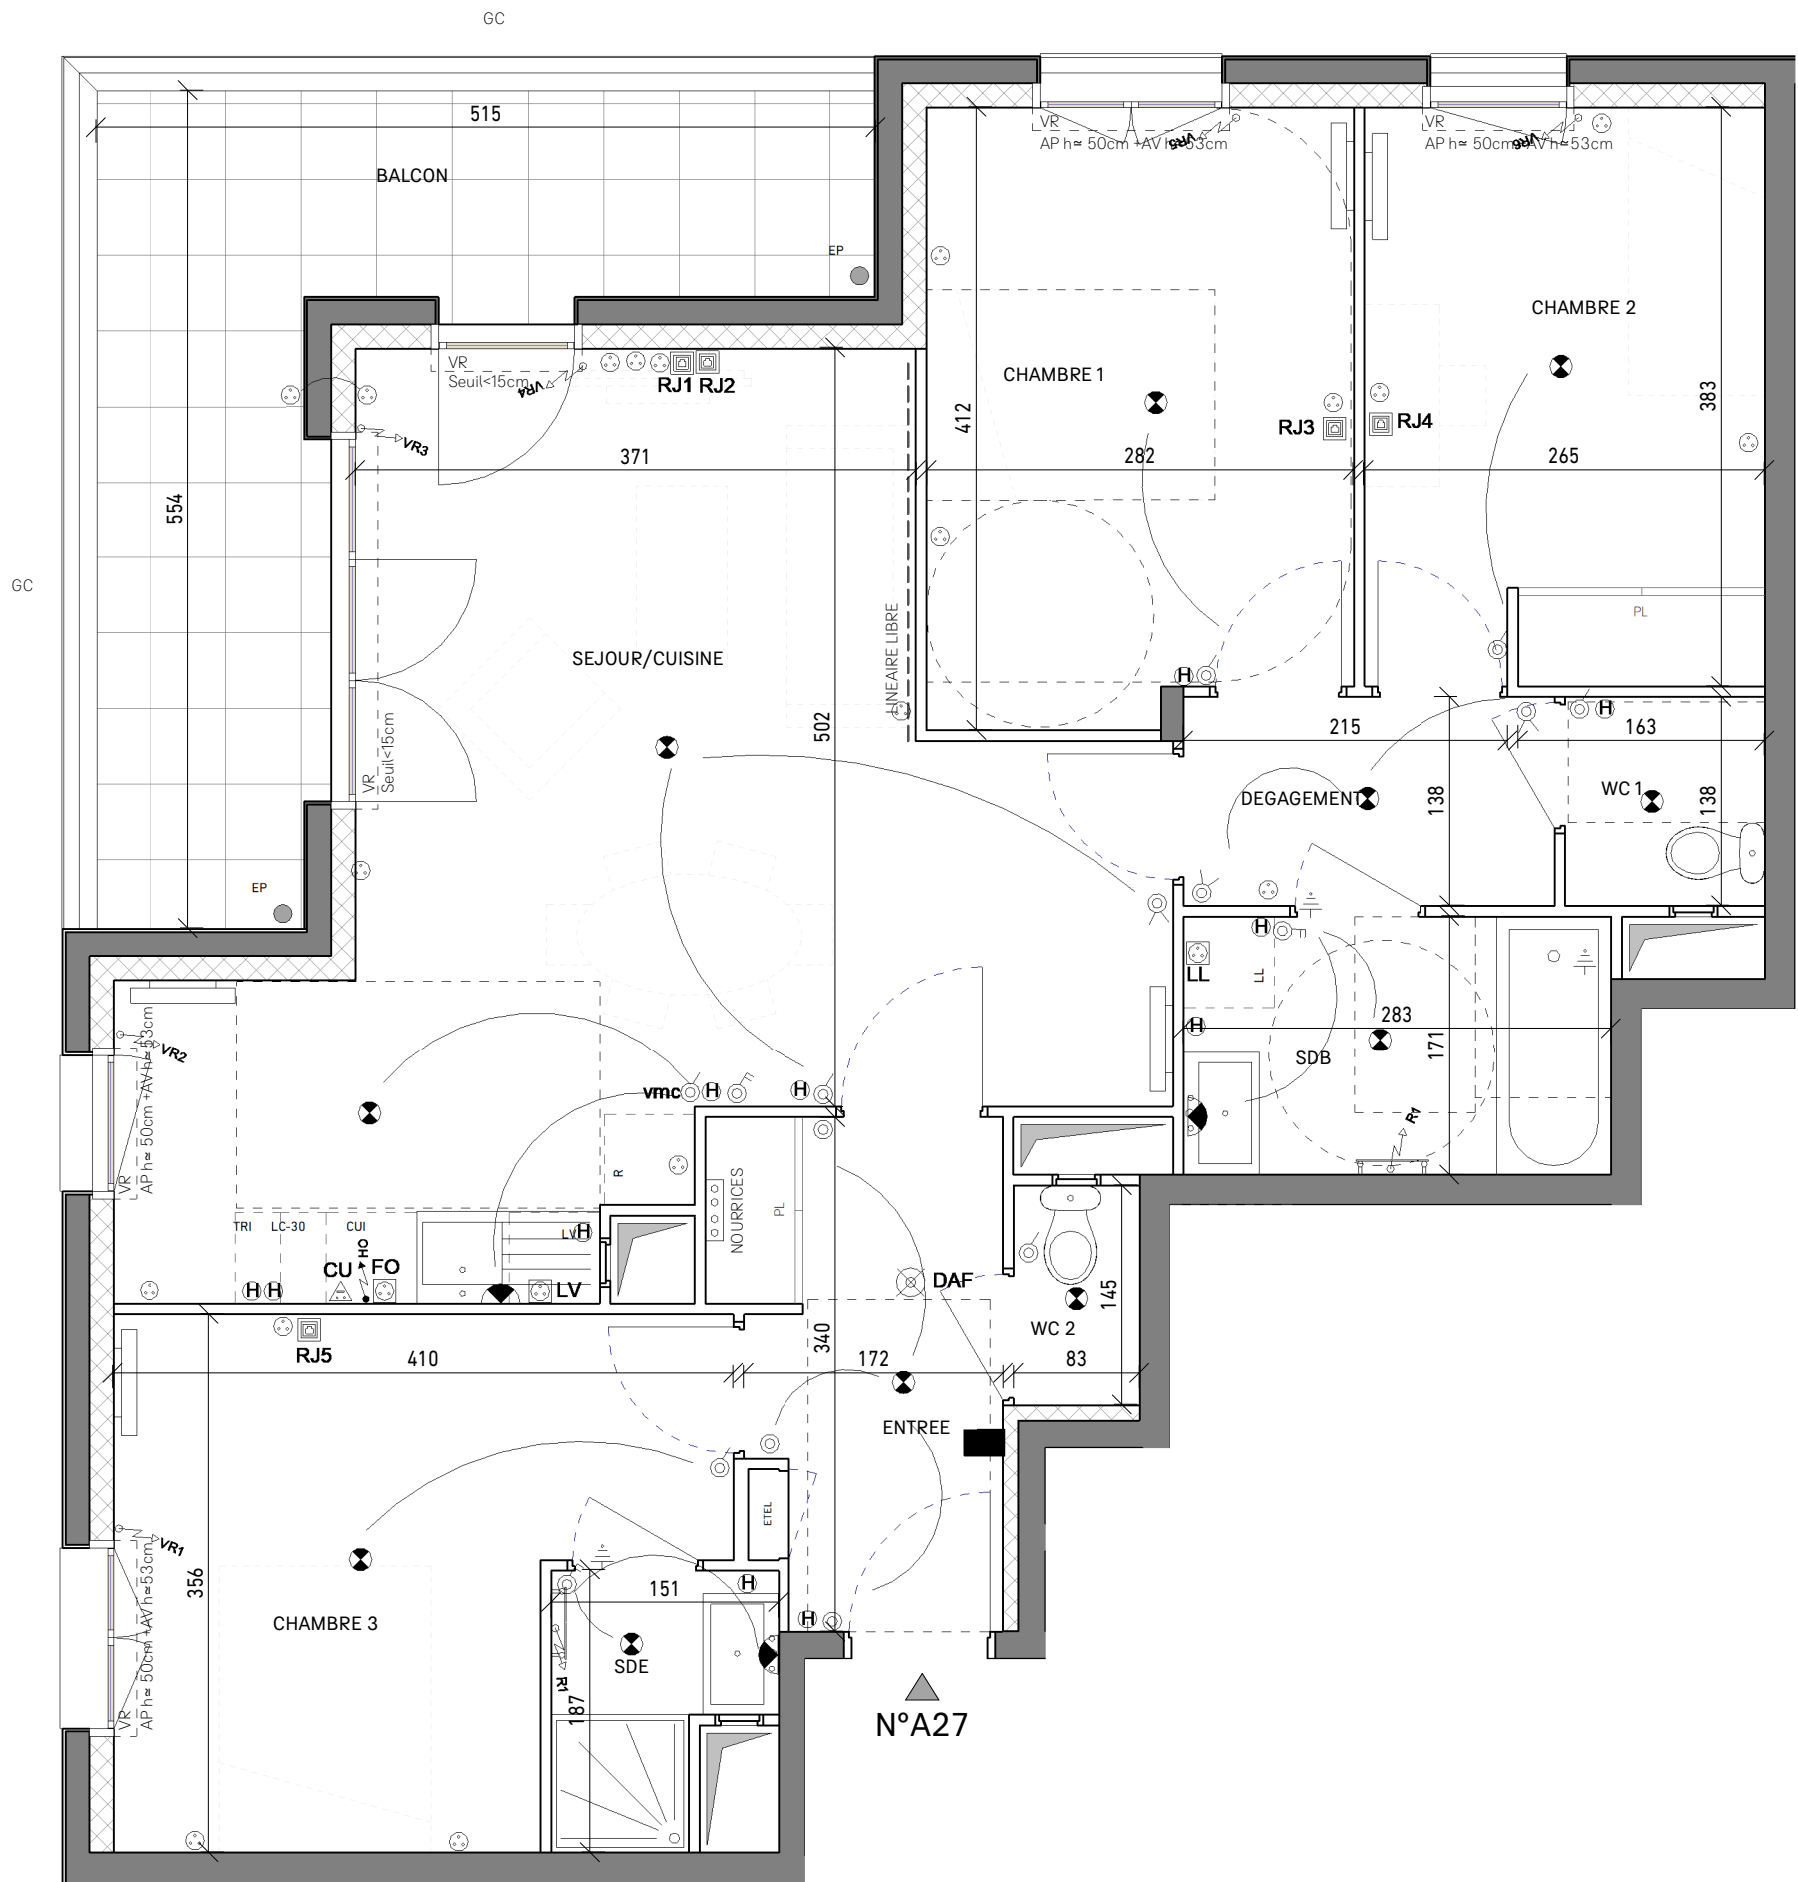 GC
515
BALCON
EP
VR
AP h≃ 50cm +AV h≃53cm
VR5
VR
AP h≃ 50cm +AV h≃53cm
VR6
CHAMBRE 2
VR
Seuil<15cm
VR4
RJ1 RJ2
CHAMBRE 1
412
383
RJ3
RJ4
VR3
371
282
265
554
GC
LINEAIRE LIBRE
PL
SEJOUR/CUISINE
502
VR
Seuil<15cm
215
163
H
H
DEGAGEMENT
138
WC 1
138
EP
H
LL
LL
283
H
171
SDB
R1
VR2
VR
AP h≃ 50cm +AV h≃53cm
vmc
H
H
R
NOURRICES
PL
TRI
LC-30
CUI
LV
H
HO
CU
FO
H H
LV
DAF
145
WC 2
RJ5
410
340
172
83
ENTREE
ETEL
VR1
VR
AP h≃ 50cm +AV h≃53cm
356
151
H
H
CHAMBRE 3
SDE
R1
187
N°A27